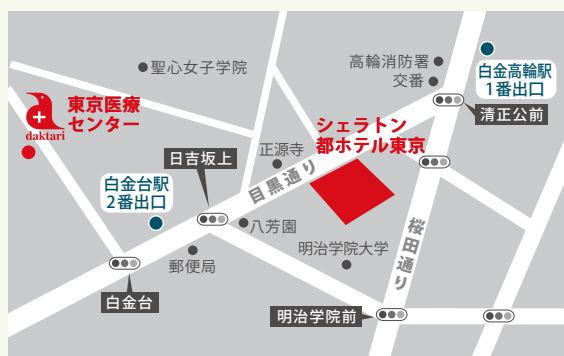 聖心女子学院
高輪消防署
交番
白金高輪駅
1番出口
清正公前
東京医療
センター
daktari
シェラトン
都ホテル東京
日吉坂上
正源寺
目黒通り
白金台駅
2番出口
八芳園
桜田通り
明治学院大学
郵便局
白金台
明治学院前